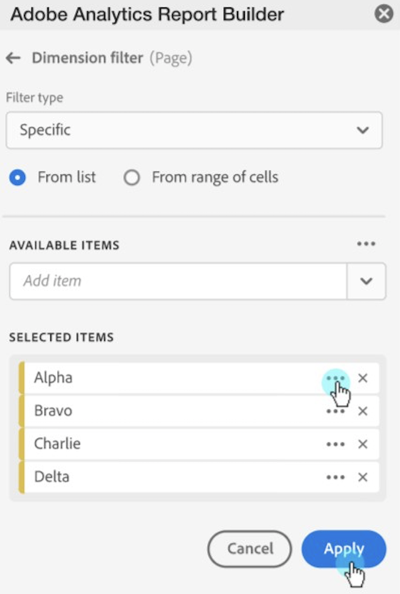 Adobe Analytics Report Builder
Dimension filter (Page)
Filter type
Specific
From list From range of cells
AVAILABLE ITEMS
Add item
SELECTED ITEMS
Alpha
Bravo
Charlie
Delta
Cancel Apply